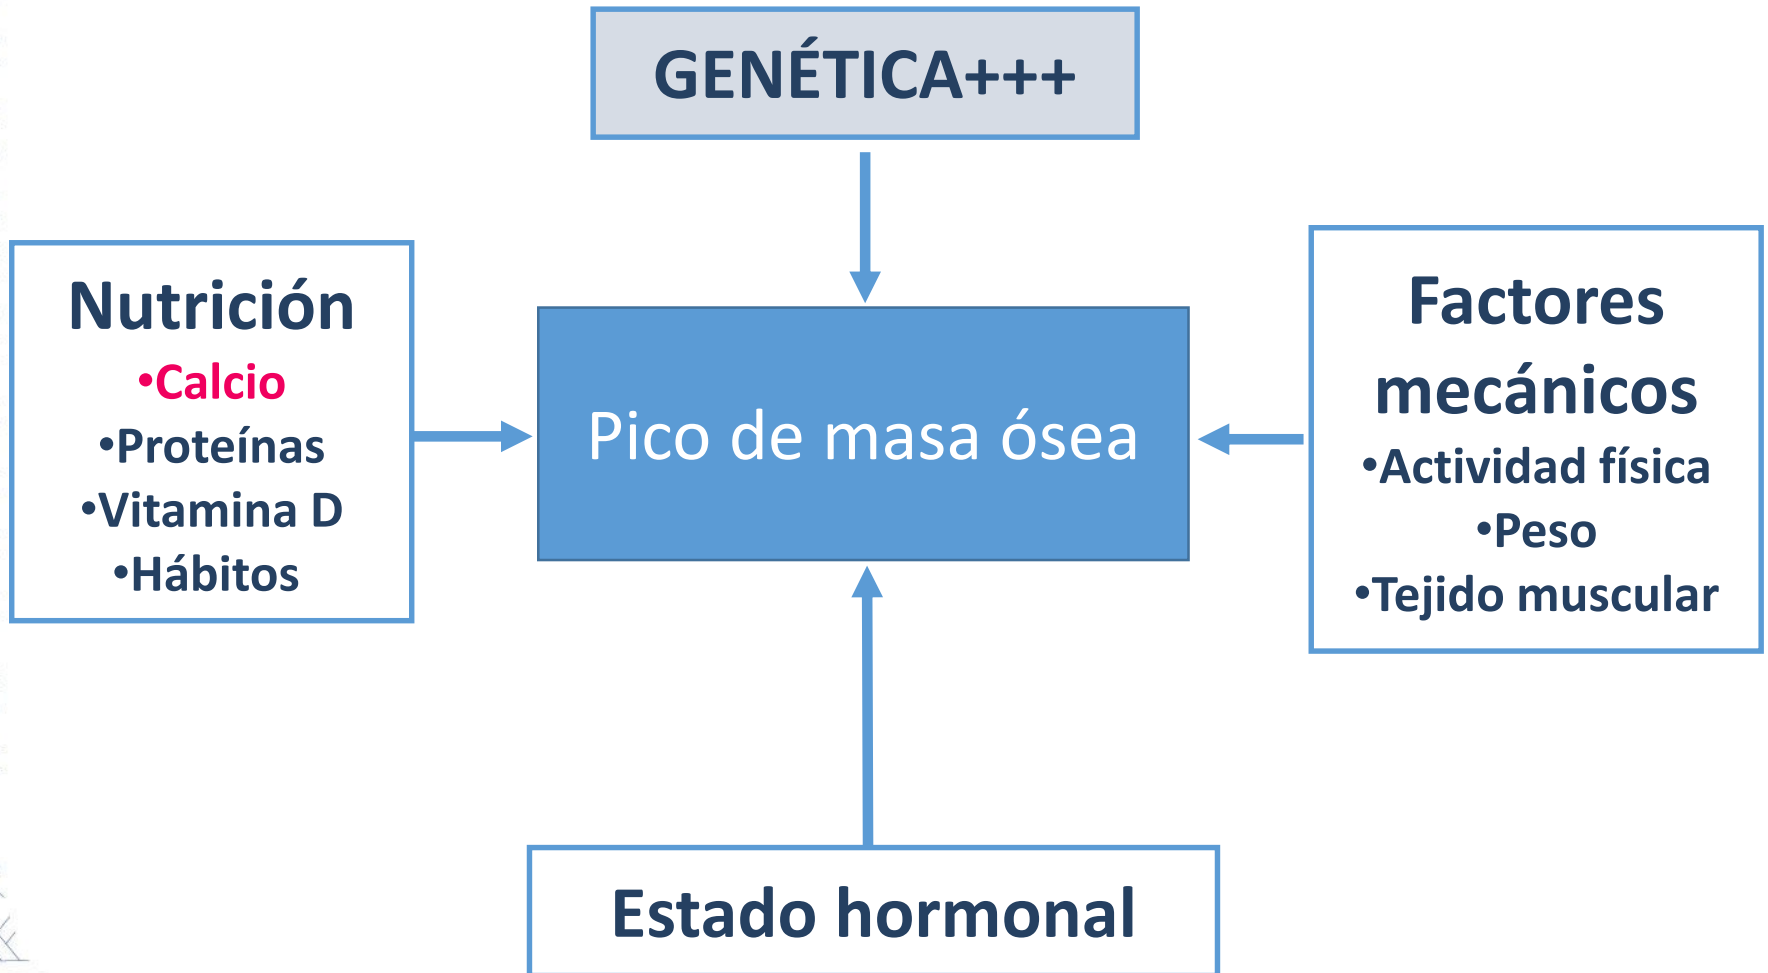 GENÉTICA+++
Nutrición
•Calcio
•Proteínas
•Vitamina D
•Hábitos
Pico de masa ósea
Factores
mecánicos
•Actividad física
•Peso
•Tejido muscular
Estado hormonal